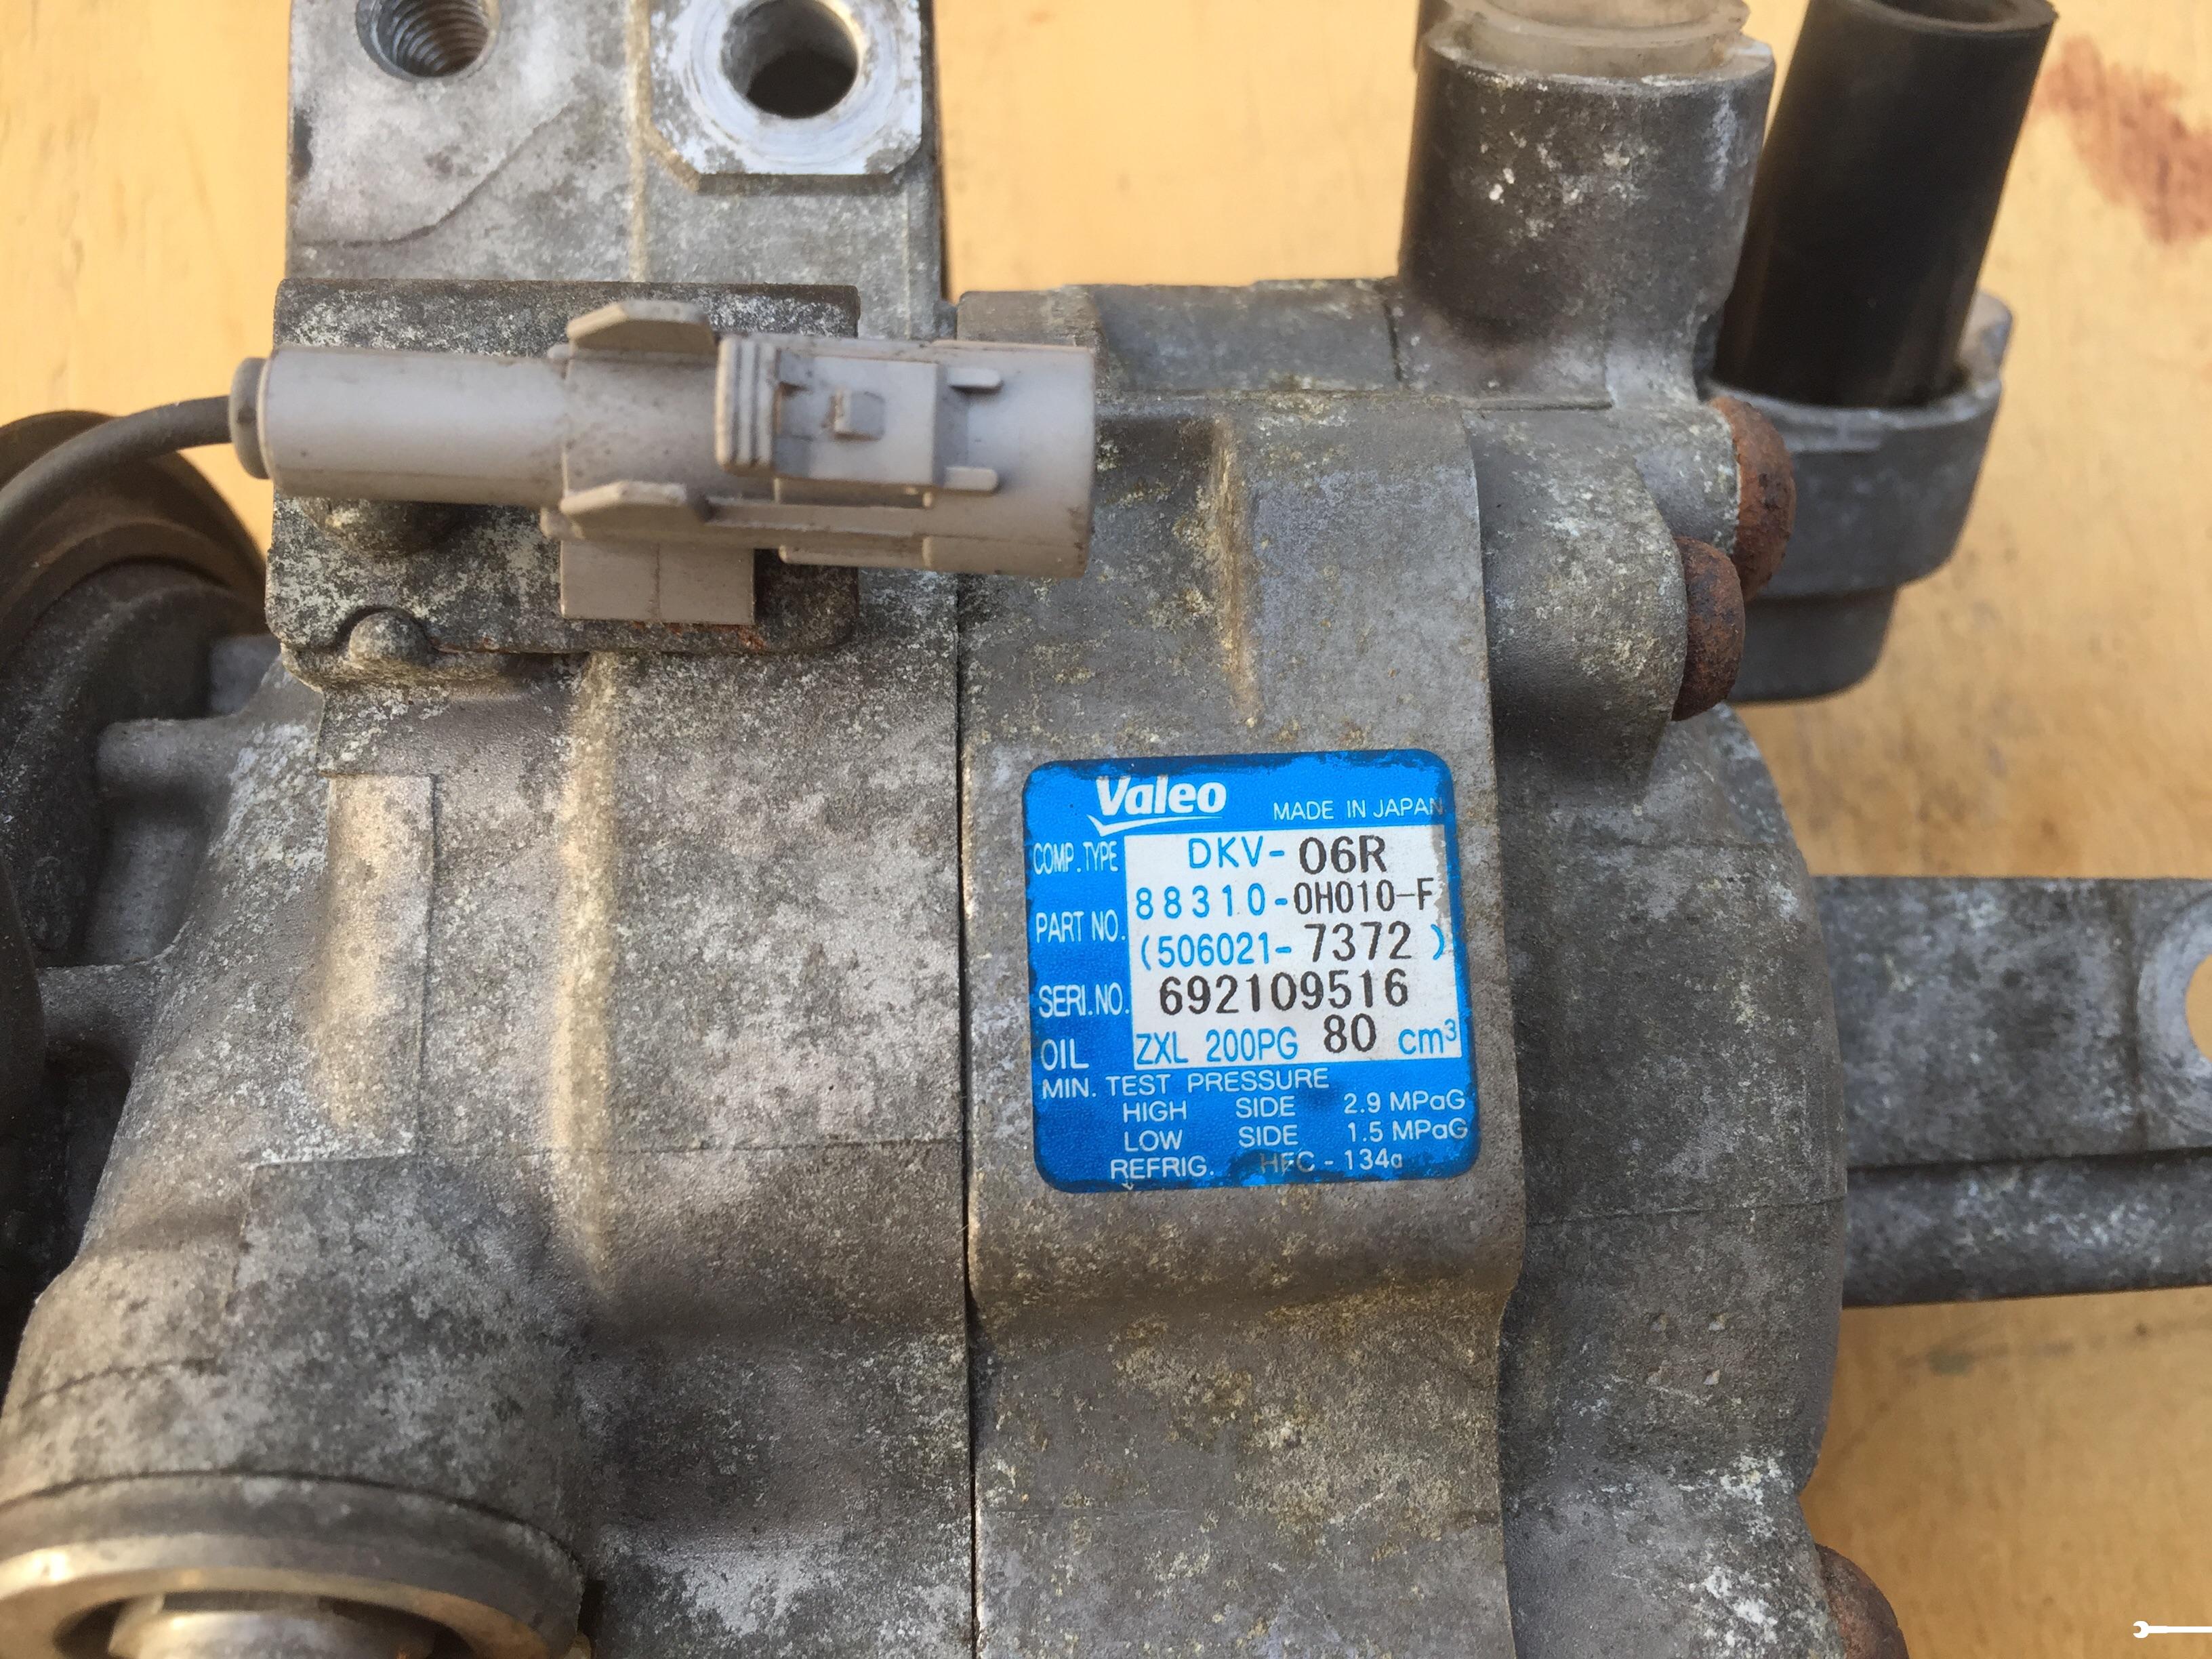 Valeo MADE IN JAPAN
COMP. TYPE DKV-06R
PART NO. 88310-0H010-F
(506021-7372)
SERI.NO. 692109516
OIL ZXL 200PG 80 cm³
MIN. TEST PRESSURE
HIGH SIDE 2.9 MPaG
LOW SIDE 1.5 MPaG
REFRIG. HFC-134a